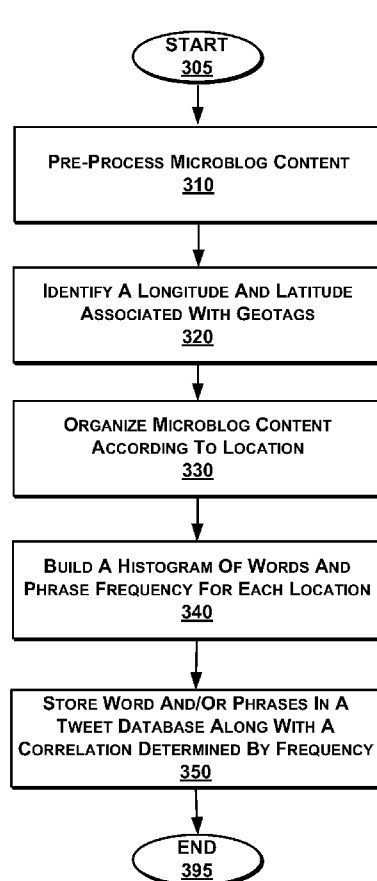 START
305
PRE-PROCESS MICROBLOG CONTENT
310
IDENTIFY A LONGITUDE AND LATITUDE
ASSOCIATED WITH GEOTAGS
320
ORGANIZE MICROBLOG CONTENT
ACCORDING TO LOCATION
330
BUILD A HISTOGRAM OF WORDS AND
PHRASE FREQUENCY FOR EACH LOCATION
340
STORE WORD AND/OR PHRASES IN A
TWEET DATABASE ALONG WITH A
CORRELATION DETERMINED BY FREQUENCY
350
END
395